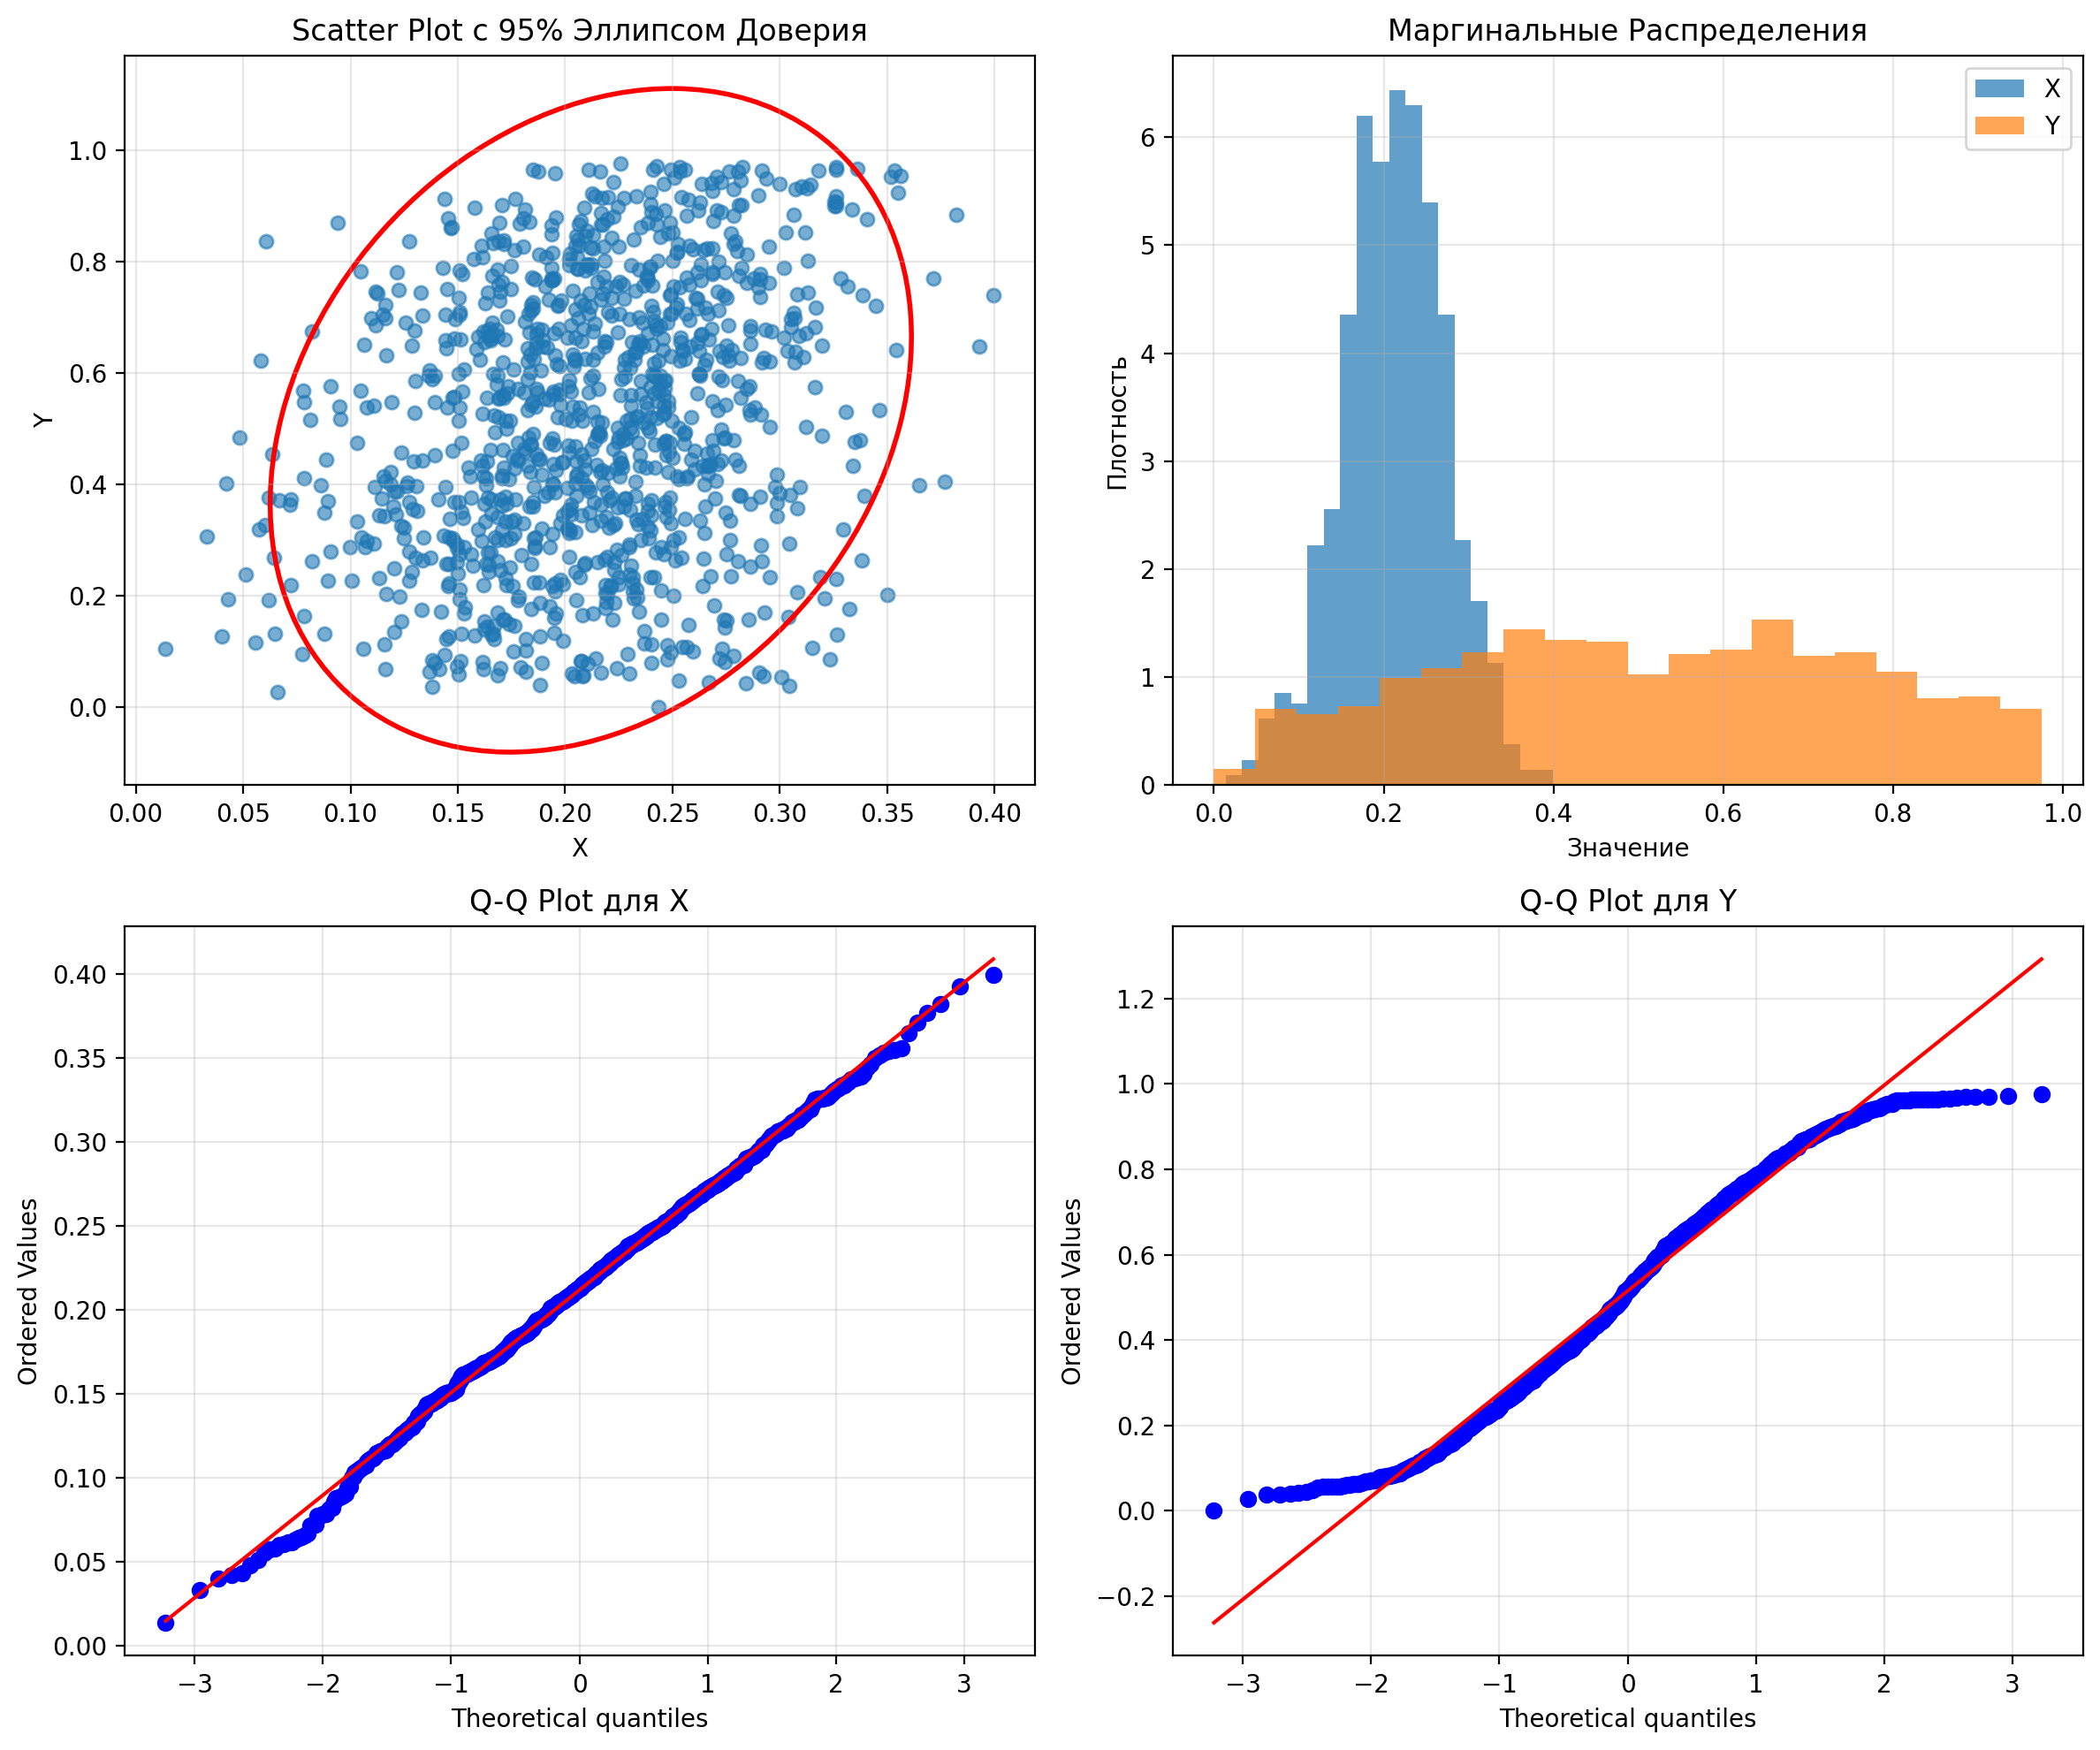 Scatter Plot с 95% Эллипсом Доверия
Y
1.0
0.8
0.6
0.4
0.2
0.0
0.00 0.05 0.10 0.15 0.20 0.25 0.30 0.35 0.40
X
Маргинальные Распределения
X
Y
Плотность
6
5
4
3
2
1
0
0.0 0.2 0.4 0.6 0.8 1.0
Значение
Q-Q Plot для X
Ordered Values
0.40
0.35
0.30
0.25
0.20
0.15
0.10
0.05
0.00
−3 −2 −1 0 1 2 3
Theoretical quantiles
Q-Q Plot для Y
Ordered Values
1.2
1.0
0.8
0.6
0.4
0.2
0.0
−0.2
−3 −2 −1 0 1 2 3
Theoretical quantiles